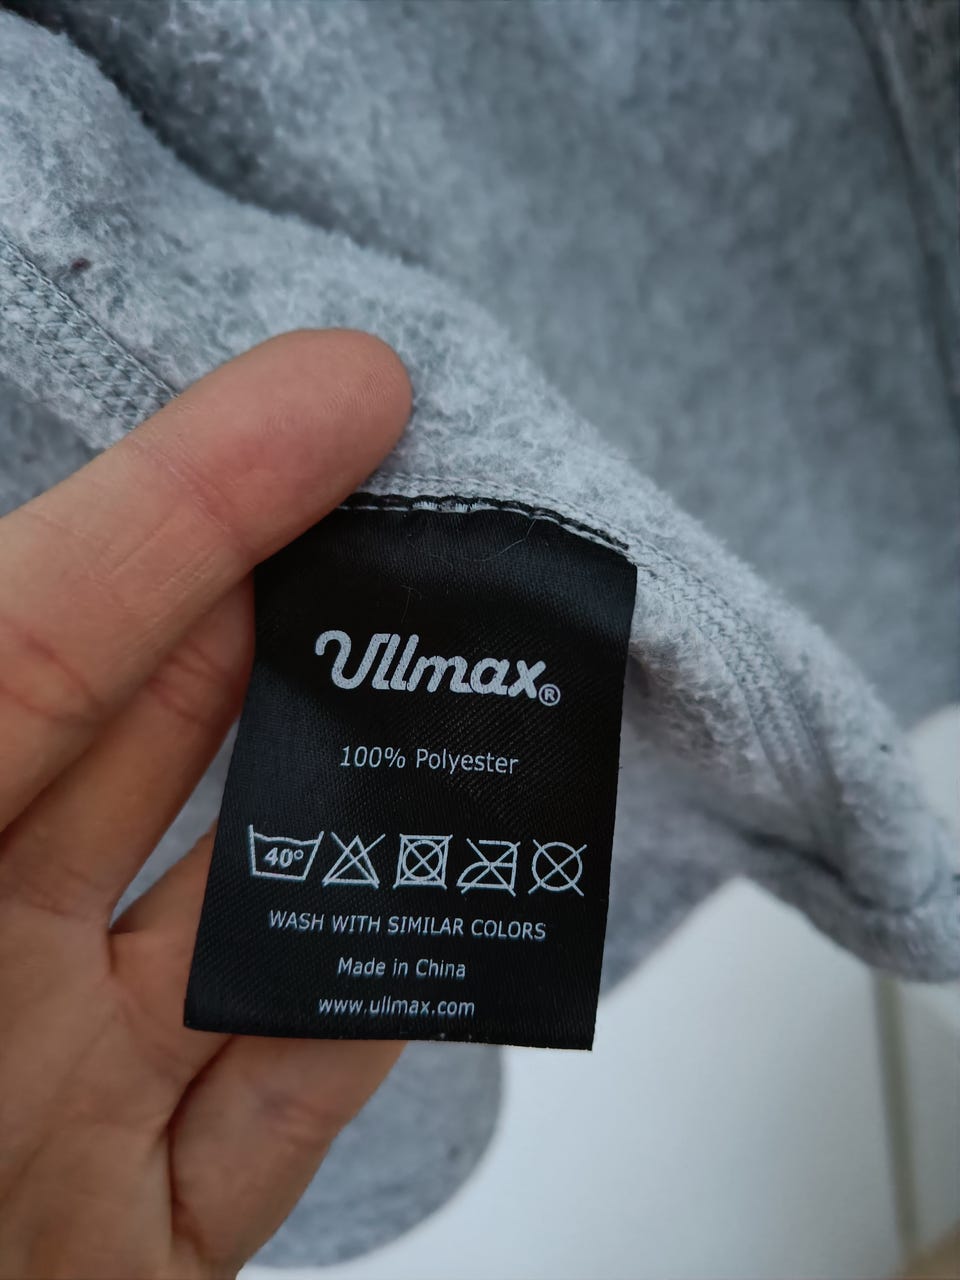 Ullmax®
100% Polyester
40°
WASH WITH SIMILAR COLORS
Made in China
www.ullmax.com